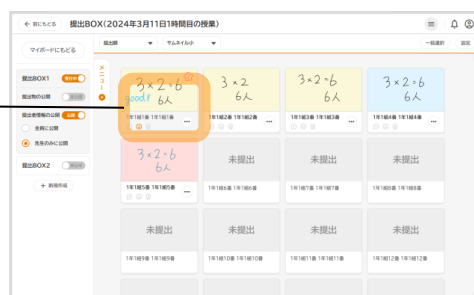 ← 前にもどる 提出BOX(2024年3月11日1時間目の授業)
マイボードにもどる
提出順 ▼ サムネイル小 ▼ 一括選択 設定
メニュー
提出BOX1 受付中
提出物の公開 非公開
提出者情報の公開 公開
全員に公開
先生のみに公開
提出BOX2
+ 新規作成
3×2=6
good!! 6人
1年1組1番 1年1組1番 …
3×2
6人
1年1組2番 1年1組2番 …
3×2=6
6人
1年1組3番 1年1組3番 …
3×2=6
6人
1年1組4番 1年1組4番 …
3×2=6
6人
1年1組5番 1年1組5番 …
未提出
1年1組6番 1年1組6番
未提出
1年1組7番 1年1組7番
未提出
1年1組8番 1年1組8番
未提出
1年1組9番 1年1組9番
未提出
1年1組10番 1年1組10番
未提出
1年1組11番 1年1組11番
未提出
1年1組12番 1年1組12番